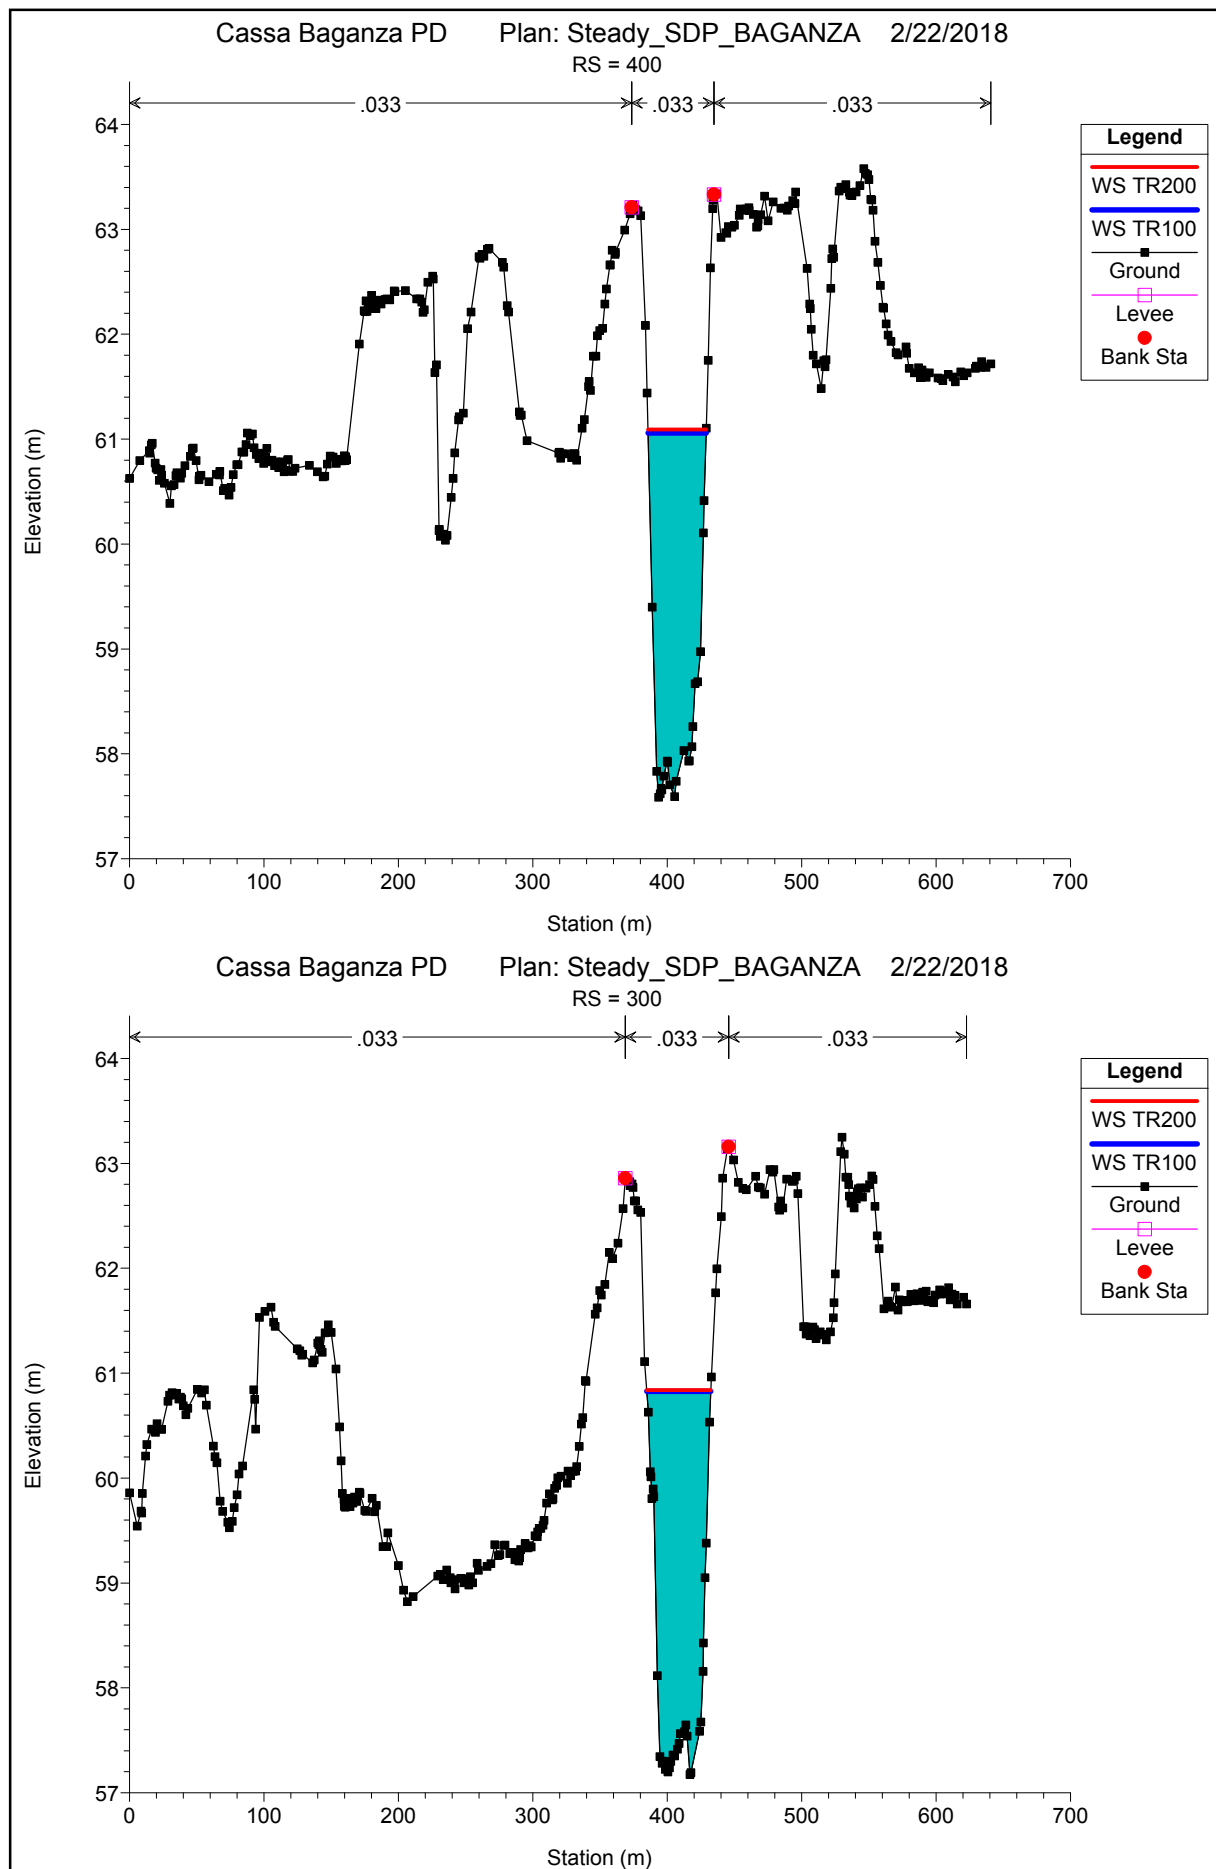 Cassa Baganza PD Plan: Steady_SDP_BAGANZA 2/22/2018
RS = 400
.033 .033 .033
64
63
62
61
60
59
58
57
0 100 200 300 400 500 600 700
Elevation (m)
Station (m)
Legend
WS TR200
WS TR100
Ground
Levee
Bank Sta
Cassa Baganza PD Plan: Steady_SDP_BAGANZA 2/22/2018
RS = 300
.033 .033 .033
64
63
62
61
60
59
58
57
0 100 200 300 400 500 600 700
Elevation (m)
Station (m)
Legend
WS TR200
WS TR100
Ground
Levee
Bank Sta